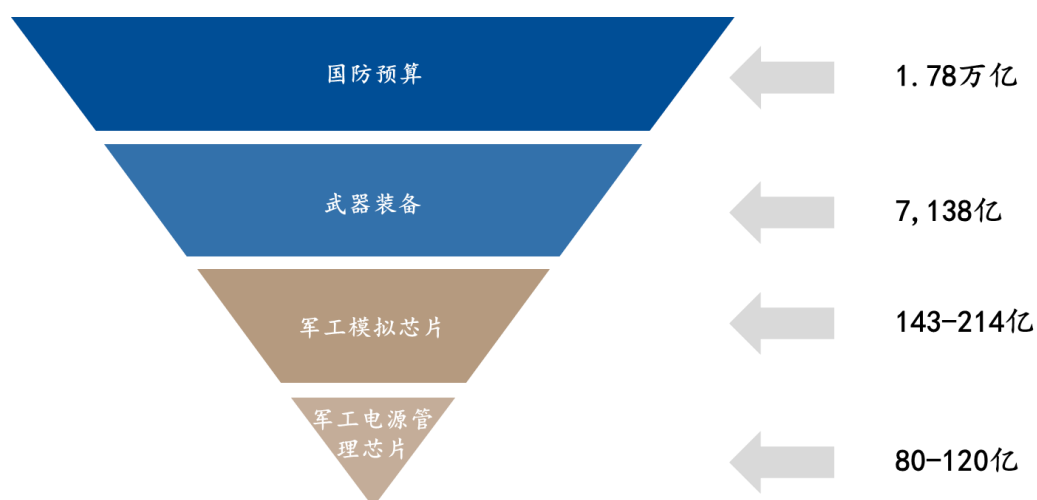 国防预算
1.78万亿
武器装备
7,138亿
军工模拟芯片
143-214亿
军工电源管
理芯片
80-120亿